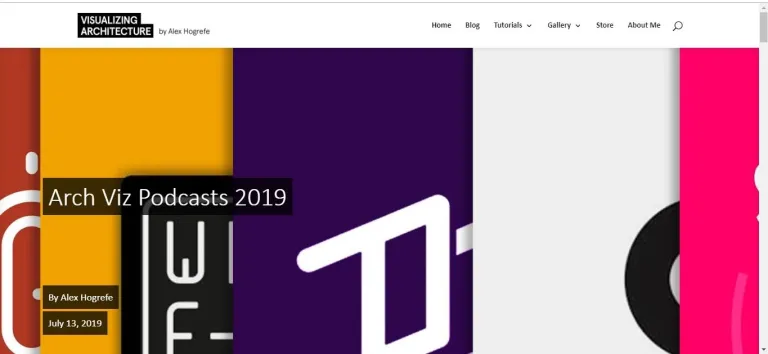 VISUALIZING
ARCHITECTURE by Alex Hogrefe
Home Blog Tutorials Gallery Store About Me
Arch Viz Podcasts 2019
By Alex Hogrefe
July 13, 2019